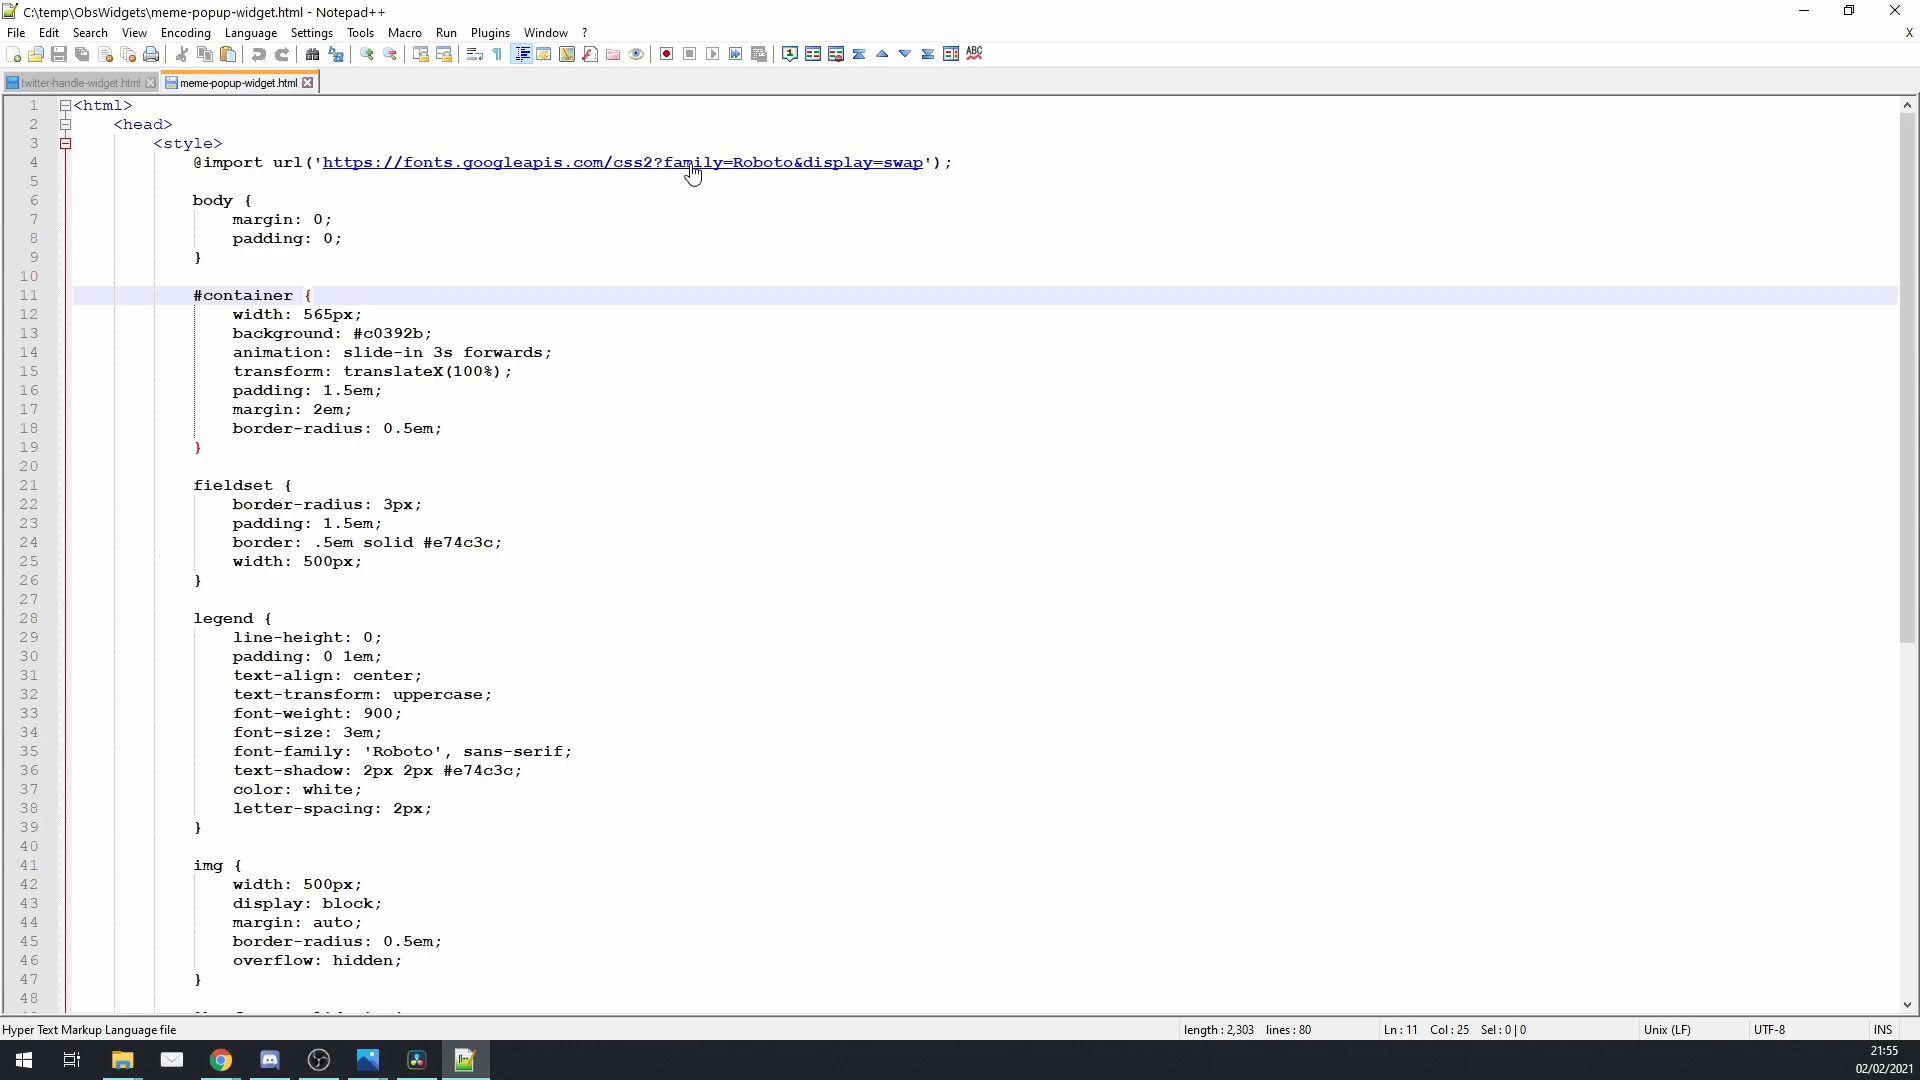 C:\temp\ObsWidgets\meme-popup-widget.html - Notepad++
File Edit Search View Encoding Language Settings Tools Macro Run Plugins Window ?
X
twitter-handle-widget.html meme-popup-widget.html
1 <html>
2 <head>
3 <style>
4 @import url('https://fonts.googleapis.com/css2?family=Roboto&display=swap');
5
6 body {
7 margin: 0;
8 padding: 0;
9 }
10
11 #container {
12 width: 565px;
13 background: #c0392b;
14 animation: slide-in 3s forwards;
15 transform: translateX(100%);
16 padding: 1.5em;
17 margin: 2em;
18 border-radius: 0.5em;
19 }
20
21 fieldset {
22 border-radius: 3px;
23 padding: 1.5em;
24 border: .5em solid #e74c3c;
25 width: 500px;
26 }
27
28 legend {
29 line-height: 0;
30 padding: 0 1em;
31 text-align: center;
32 text-transform: uppercase;
33 font-weight: 900;
34 font-size: 3em;
35 font-family: 'Roboto', sans-serif;
36 text-shadow: 2px 2px #e74c3c;
37 color: white;
38 letter-spacing: 2px;
39 }
40
41 img {
42 width: 500px;
43 display: block;
44 margin: auto;
45 border-radius: 0.5em;
46 overflow: hidden;
47 }
48
Hyper Text Markup Language file length : 2,303 lines : 80 Ln : 11 Col : 25 Sel : 0 | 0 Unix (LF) UTF-8 INS
21:55
02/02/2021